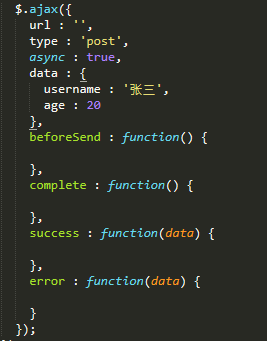 $.ajax({
url : '',
type : 'post',
async : true,
data : {
username : '张三',
age : 20
},
beforeSend : function() {
},
complete : function() {
},
success : function(data) {
},
error : function(data) {
}
});